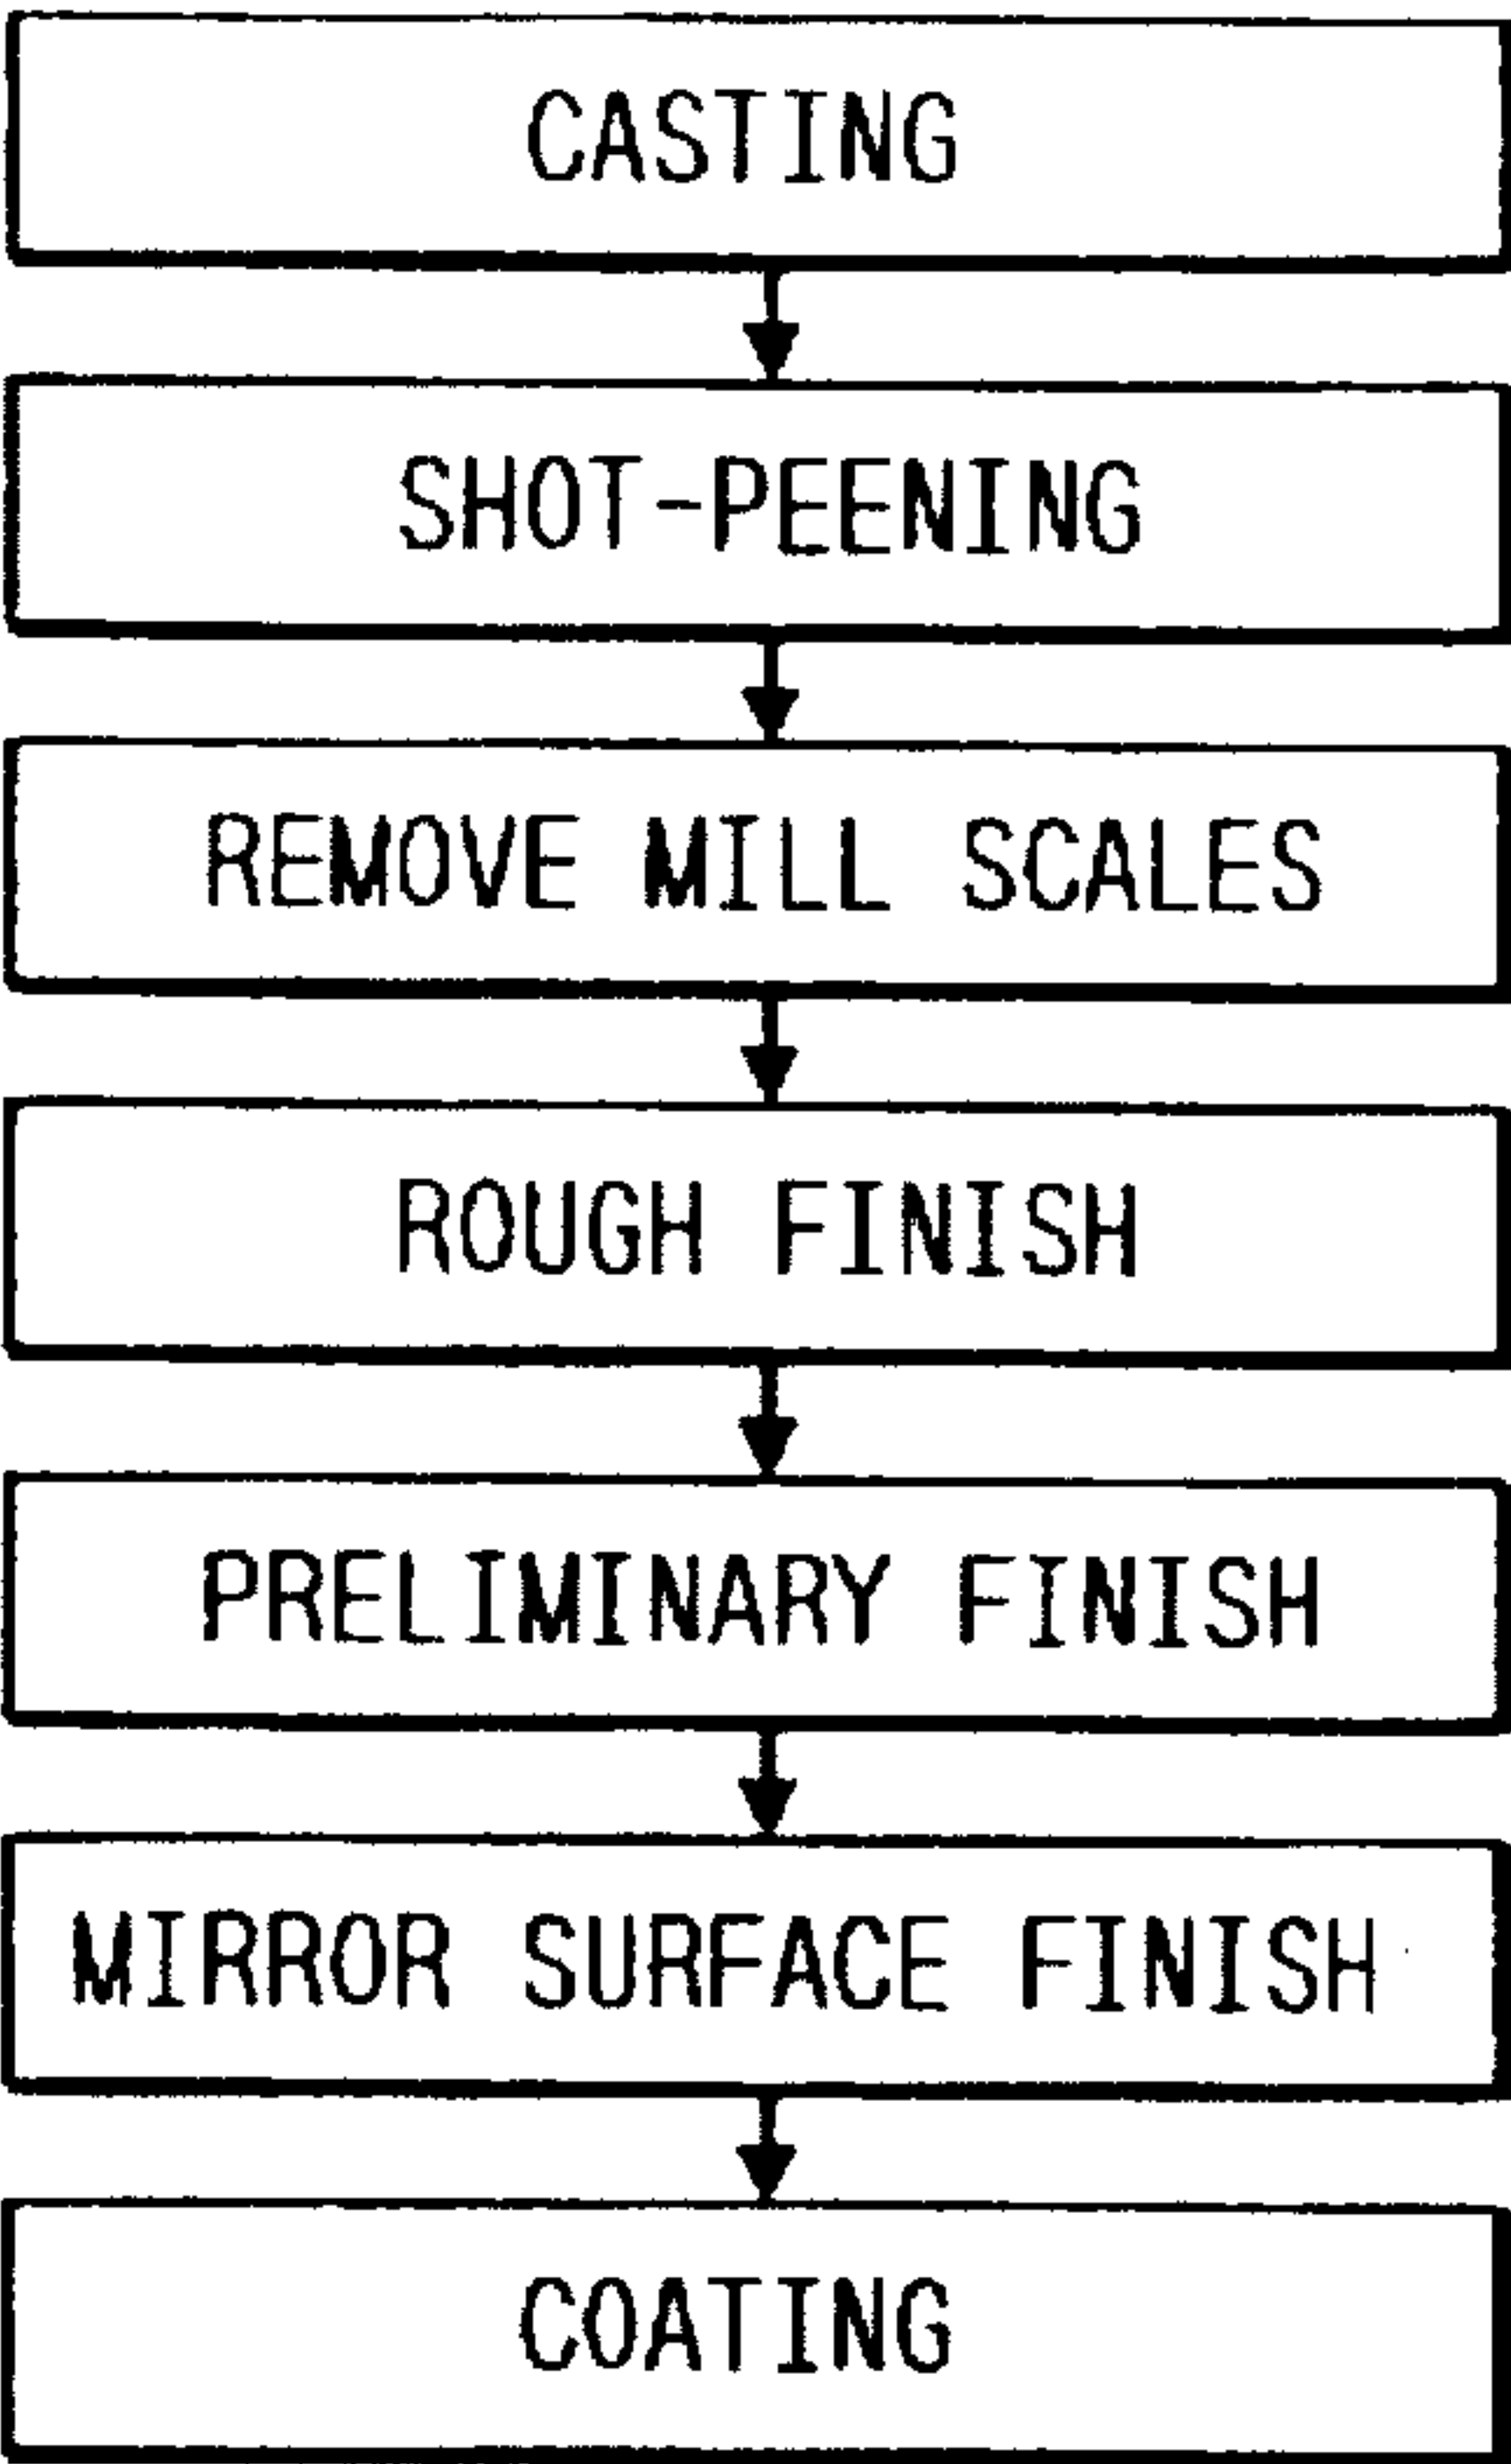 CASTING
SHOT-PEENING
REMOVE MILL SCALES
ROUGH FINISH
PRELIMINARY FINISH
MIRROR SURFACE FINISH
COATING